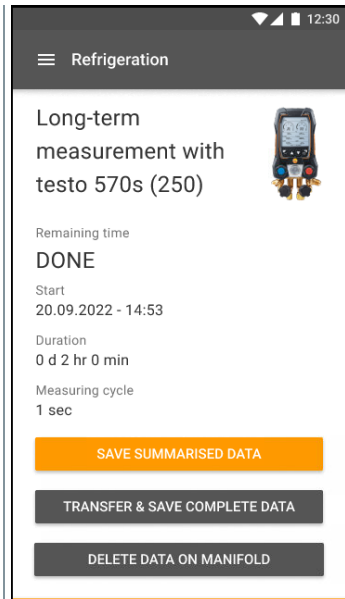 12:30
Refrigeration
Long-term
measurement with
testo 570s (250)
Remaining time
DONE
Start
20.09.2022 - 14:53
Duration
0 d 2 hr 0 min
Measuring cycle
1 sec
SAVE SUMMARISED DATA
TRANSFER & SAVE COMPLETE DATA
DELETE DATA ON MANIFOLD